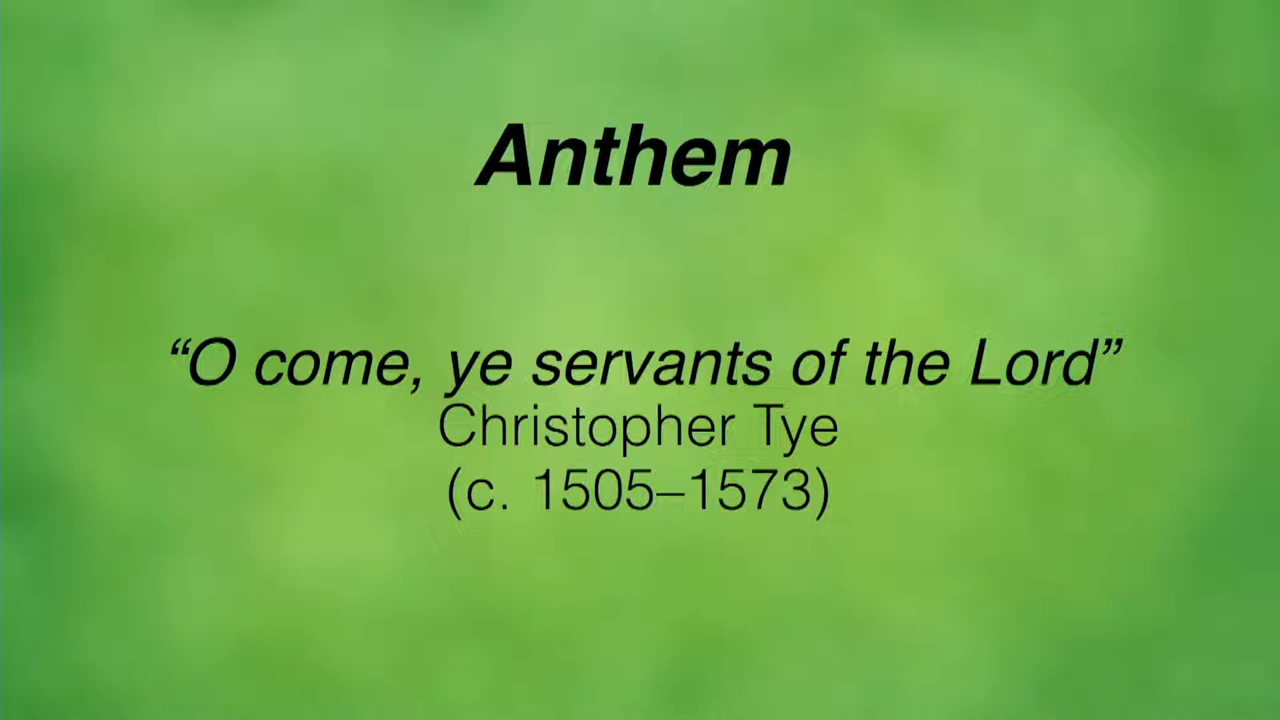 Anthem
“O come, ye servants of the Lord”
Christopher Tye
(c. 1505–1573)